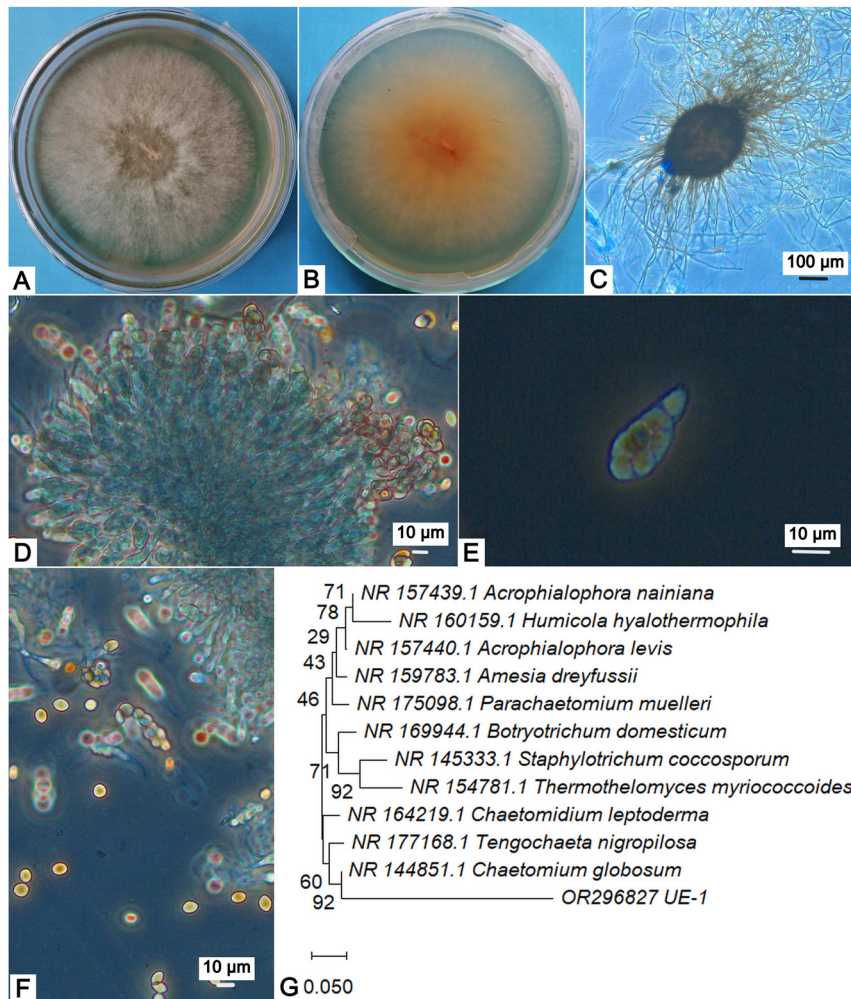 A
B
C
100 µm
D
10 µm
E
10 µm
F
10 µm
G
71
NR 157439.1 Acrophialophora nainiana
78
NR 160159.1 Humicola hyalothermophila
29
NR 157440.1 Acrophialophora levis
43
NR 159783.1 Amesia dreyfussii
46
NR 175098.1 Parachaetomium muelleri
NR 169944.1 Botryotrichum domesticum
71
NR 145333.1 Staphylotrichum coccosporum
92
NR 154781.1 Thermothelomyces myriococcoides
NR 164219.1 Chaetomidium leptoderma
NR 177168.1 Tengochaeta nigropilosa
60
NR 144851.1 Chaetomium globosum
92
OR296827 UE-1
0.050